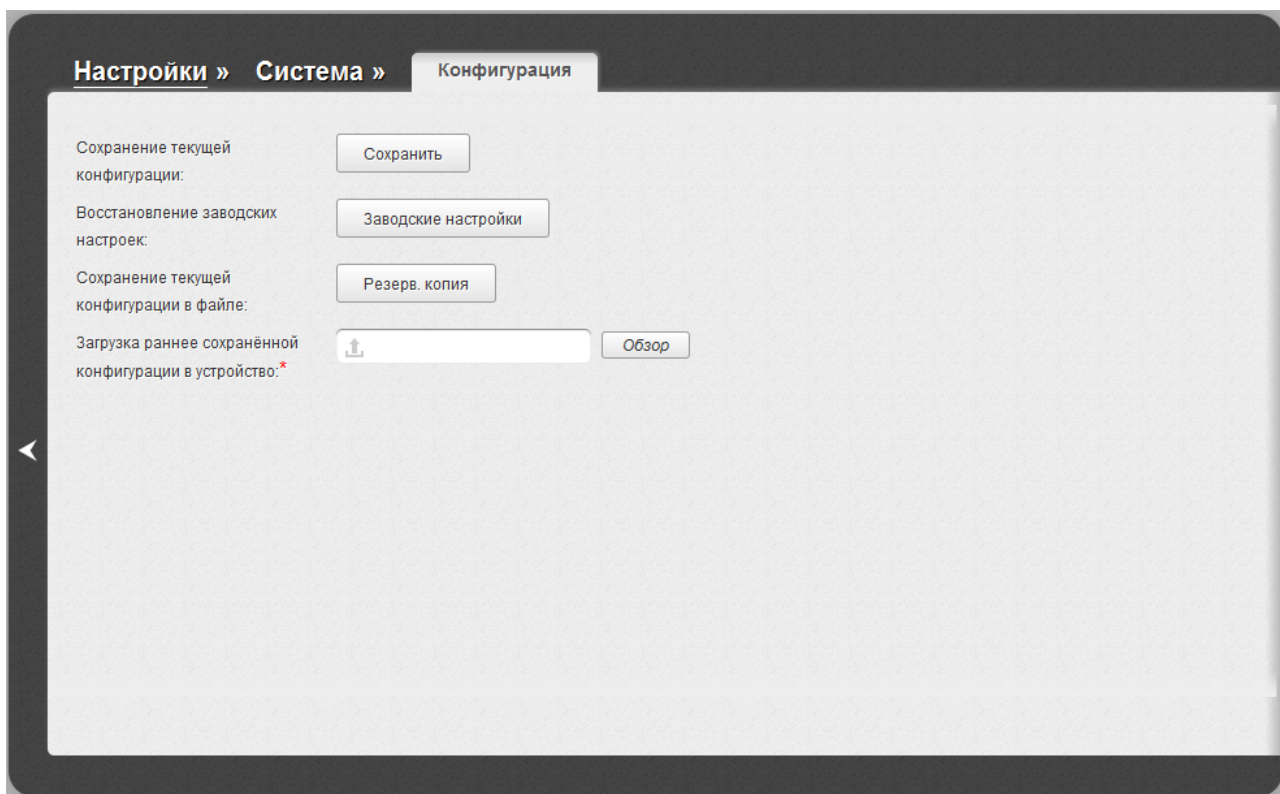 Настройки » Система » Конфигурация
Сохранение текущей
конфигурации:
Сохранить
Восстановление заводских
настроек:
Заводские настройки
Сохранение текущей
конфигурации в файле:
Резерв. копия
Загрузка раннее сохранённой
конфигурации в устройство:*
Обзор